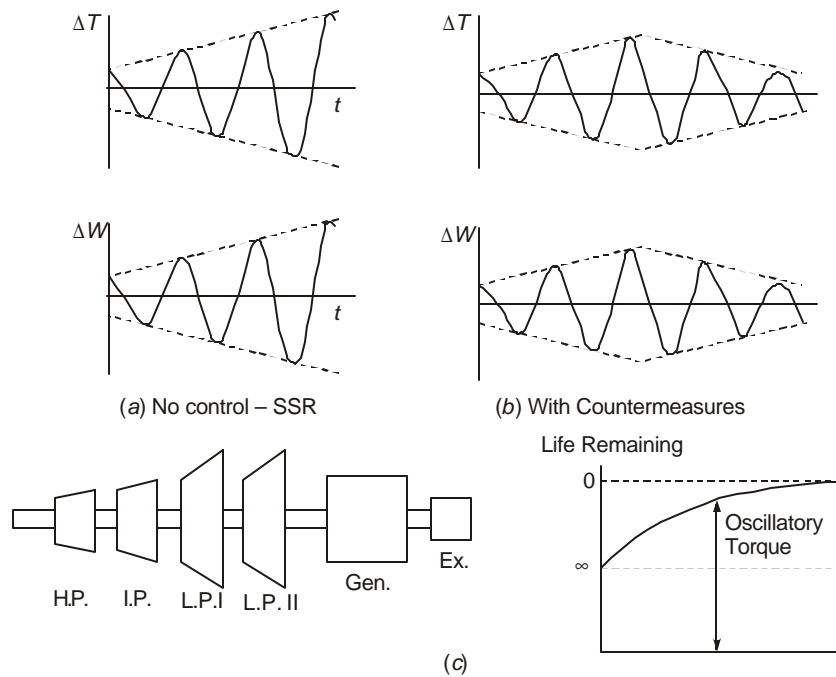 ΔT
t
ΔT
ΔW
t
ΔW
(a) No control – SSR
(b) With Countermeasures
H.P.
I.P.
L.P.I
L.P. II
Gen.
Ex.
Life Remaining
0
∞
Oscillatory
Torque
(c)